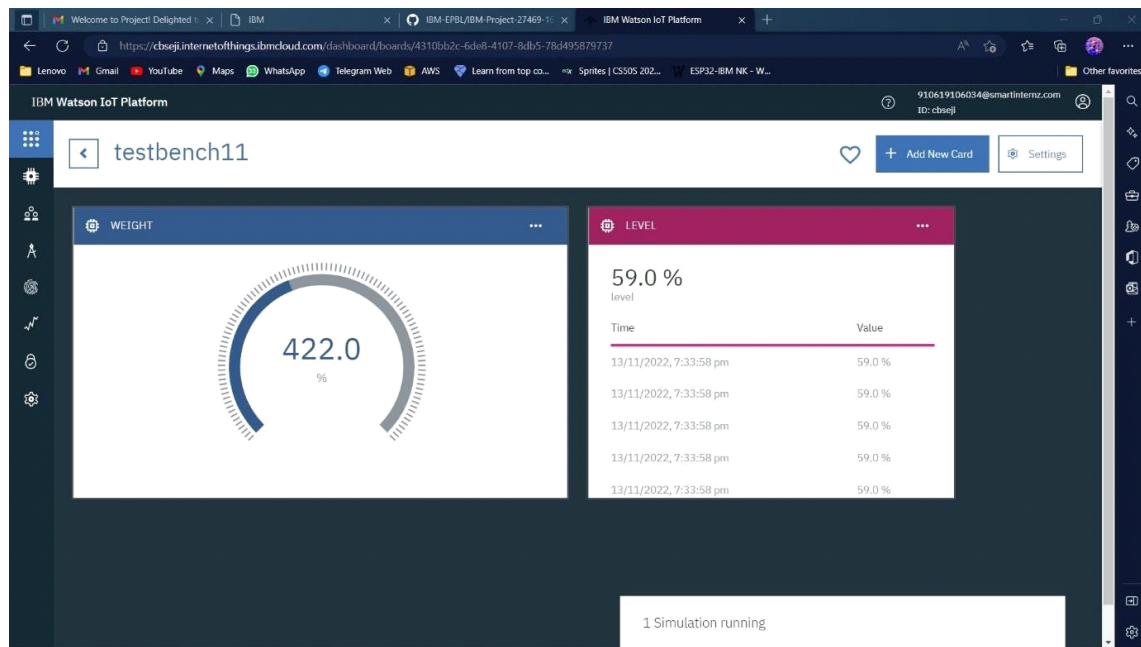 Welcome to Project! Delighted t
IBM
IBM-EPBL/IBM-Project-27469-16
IBM Watson IoT Platform
https://cbseji.internetofthings.ibmcloud.com/dashboard/boards/4310bb2c-6de8-4107-8db5-78d495879737
Lenovo
Gmail
YouTube
Maps
WhatsApp
Telegram Web
AWS
Learn from top co...
Sprites | CS50S 202...
ESP32-IBM NK - W...
Other favorites
IBM Watson IoT Platform
910619106034@smartinternz.com
ID: cbseji
testbench11
Add New Card
Settings
WEIGHT
422.0
%
LEVEL
59.0 %
level
Time Value
13/11/2022, 7:33:58 pm 59.0 %
13/11/2022, 7:33:58 pm 59.0 %
13/11/2022, 7:33:58 pm 59.0 %
13/11/2022, 7:33:58 pm 59.0 %
13/11/2022, 7:33:58 pm 59.0 %
1 Simulation running